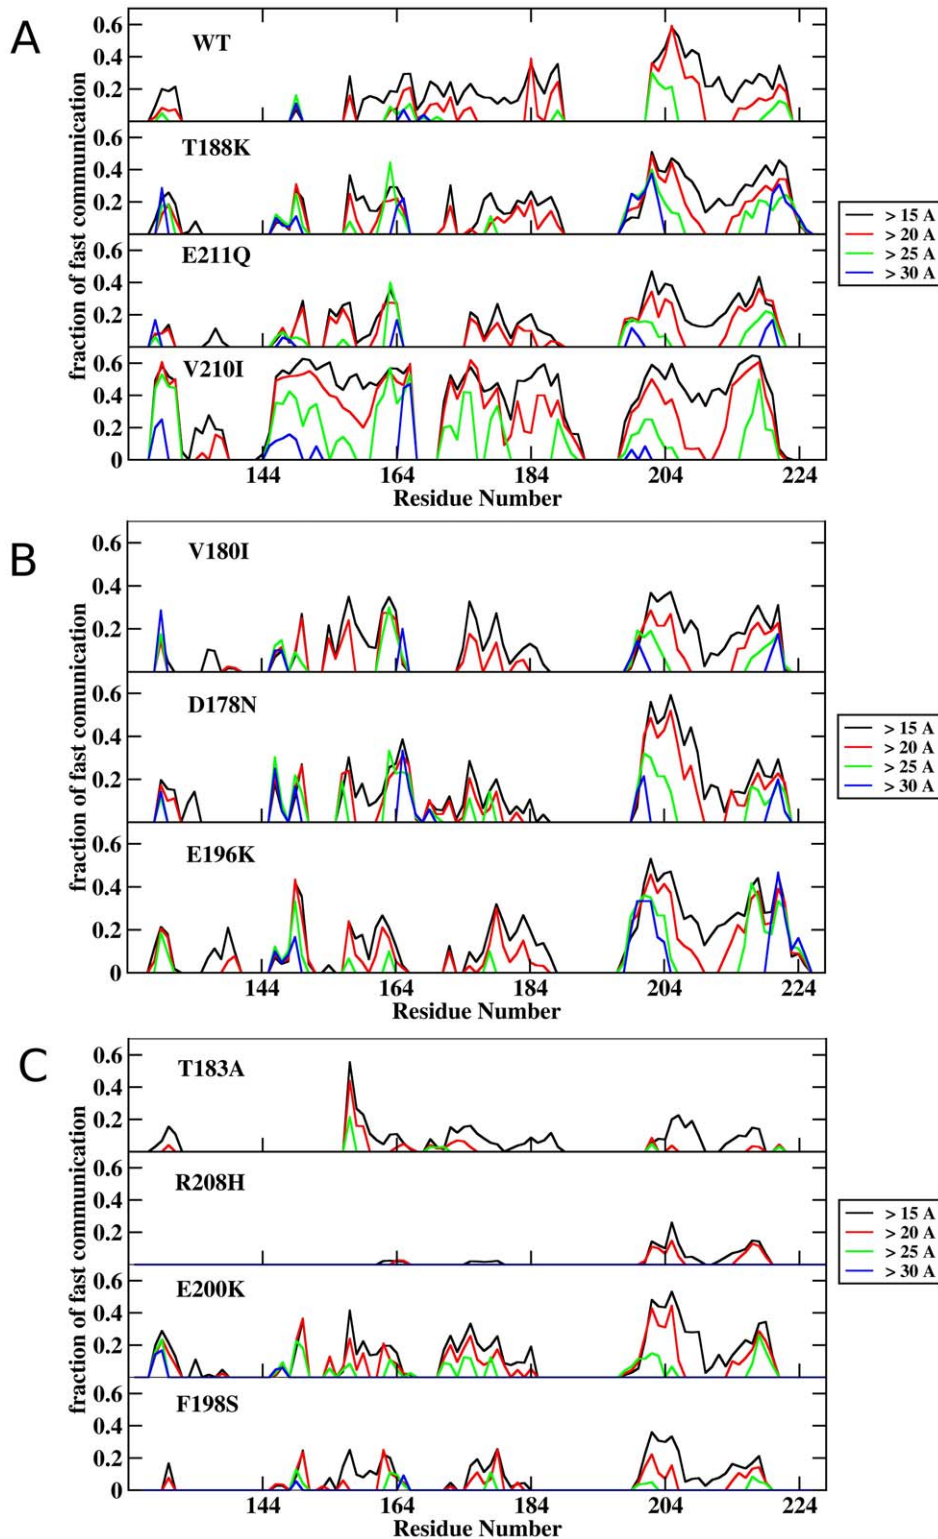 A
WT
T188K
E211Q
V210I
0.6
0.4
0.2
0.6
0.4
0.2
0.6
0.4
0.2
0.6
0.4
0.2
0
fraction of fast communication
144 164 184 204 224
Residue Number
> 15 A
> 20 A
> 25 A
> 30 A
B
V180I
D178N
E196K
0.6
0.4
0.2
0.6
0.4
0.2
0.6
0.4
0.2
0
fraction of fast comunication
144 164 184 204 224
Residue Number
> 15 A
> 20 A
> 25 A
> 30 A
C
T183A
R208H
E200K
F198S
0.6
0.4
0.2
0.6
0.4
0.2
0.6
0.4
0.2
0.6
0.4
0.2
0
fraction of fast comunication
144 164 184 204 224
Residue Number
> 15 A
> 20 A
> 25 A
> 30 A